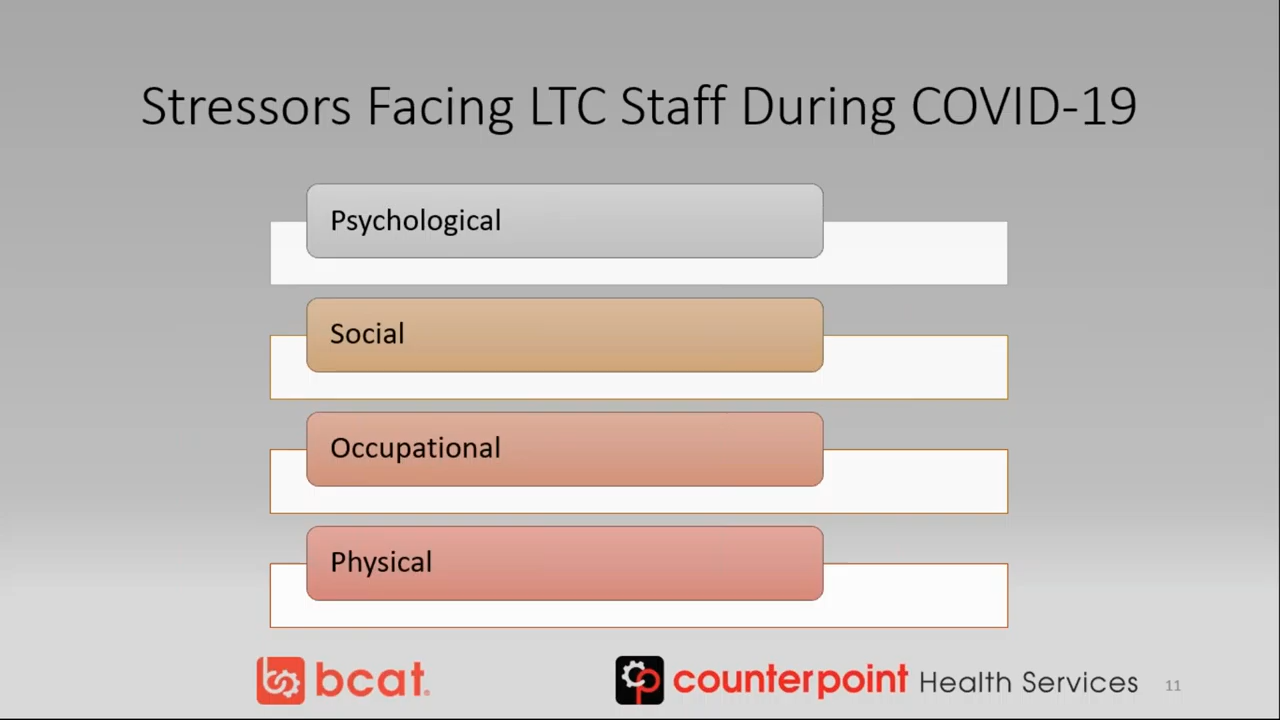 Stressors Facing LTC Staff During COVID-19
Psychological
Social
Occupational
Physical
bcat.
counterpoint Health Services
11